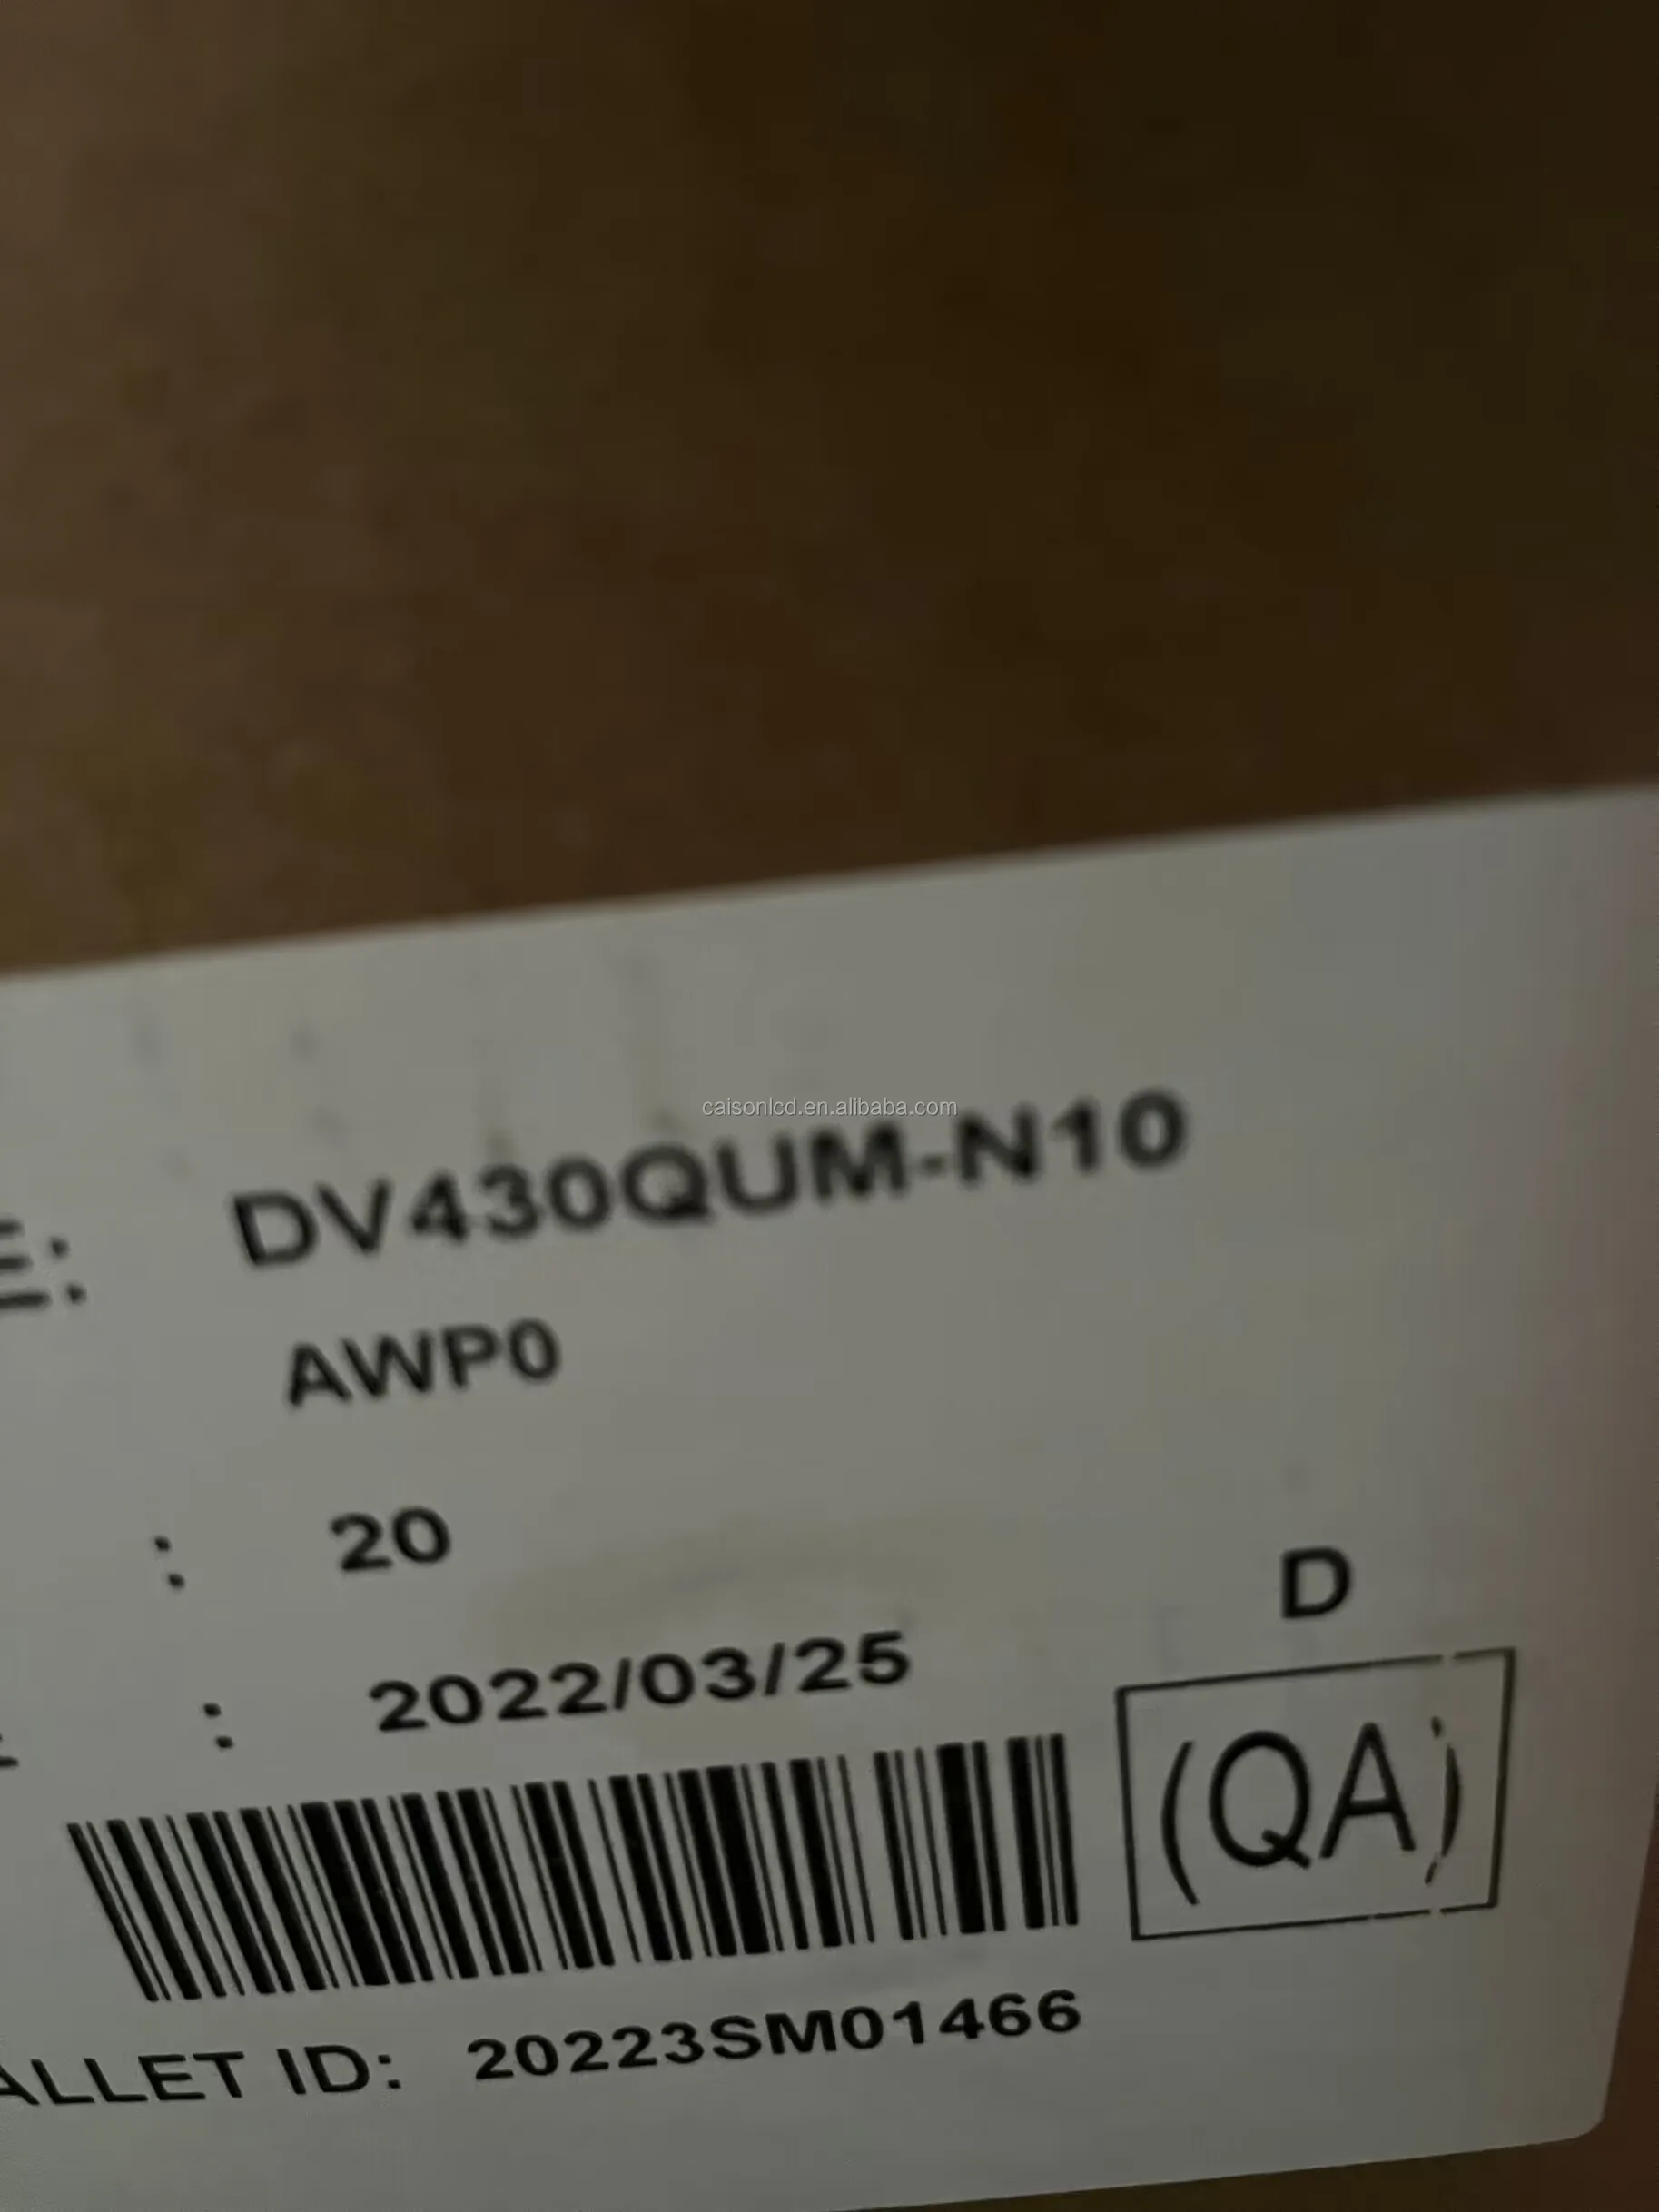 caisonlcd.en.alibaba.com
E: DV430QUM-N10
AWP0
: 20
D
: 2022/03/25
(QA)
ALLET ID: 20223SM01466